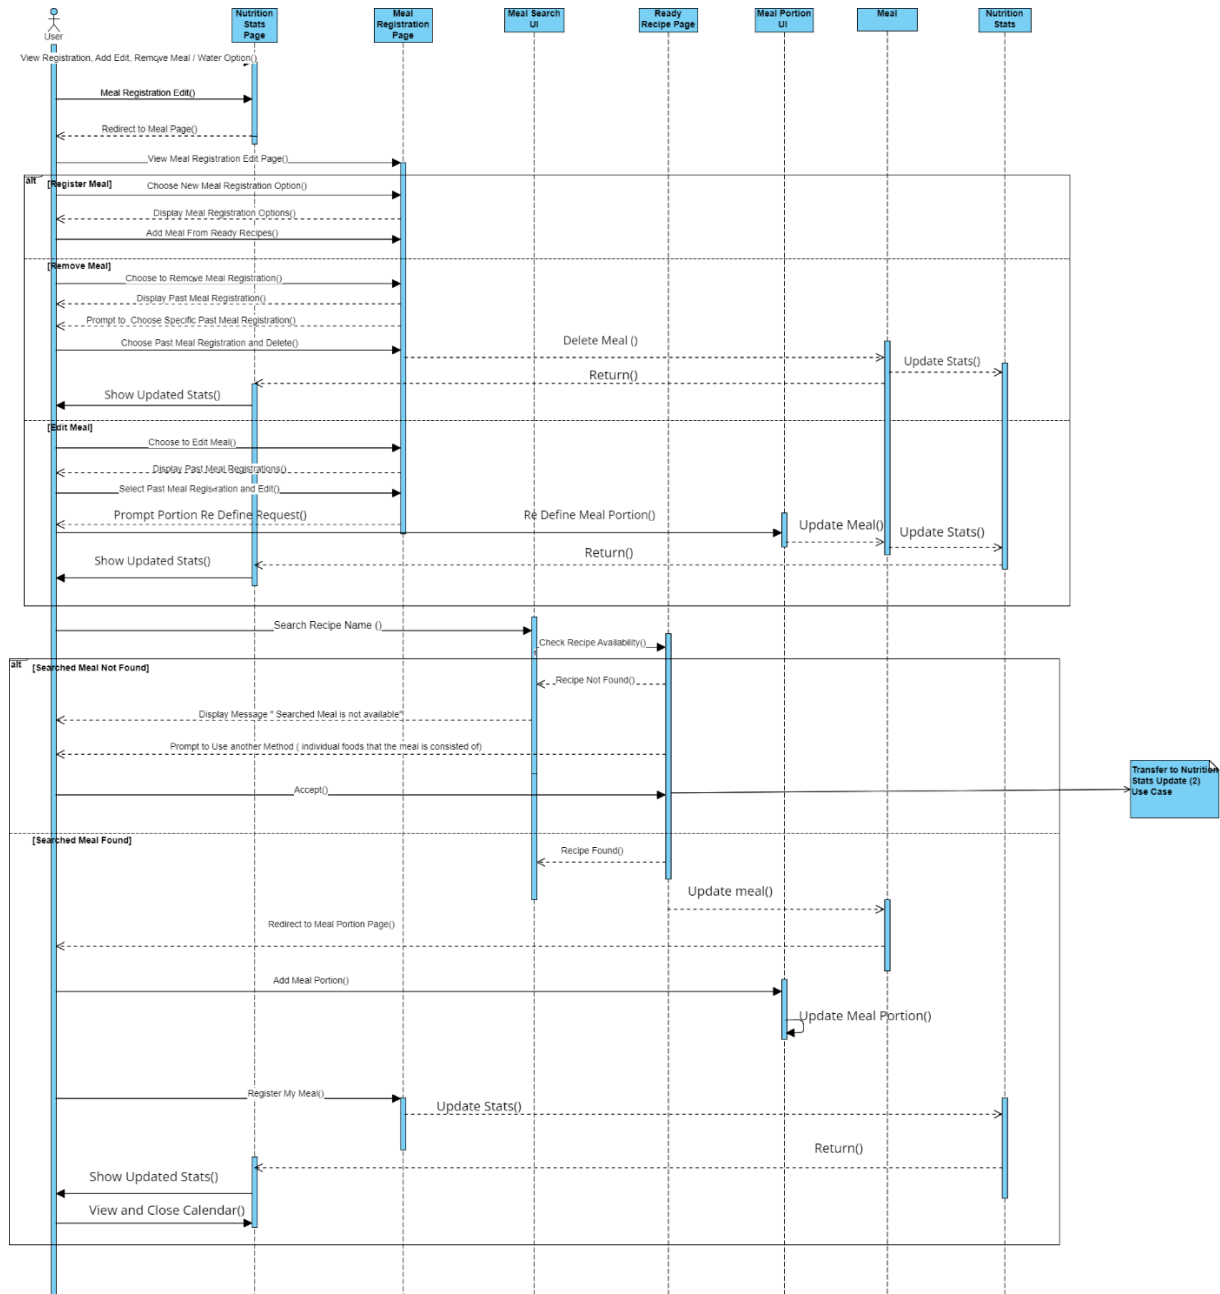 Nutrition
Stats
Page
Meal
Registration
Page
Meal Search
UI
Ready
Recipe Page
Meal Portion
UI
Meal
Nutrition
Stats
User
View Registration, Add Edit, Remove Meal / Water Option()
Meal Registration Edit()
Redirect to Meal Page()
View Meal Registration Edit Page()
alt
[Register Meal]
Choose New Meal Registration Option()
Display Meal Registration Options()
Add Meal From Ready Recipes()
[Remove Meal]
Choose to Remove Meal Registration()
Display Past Meal Registration()
Prompt to Choose Specific Past Meal Registration()
Choose Past Meal Registration and Delete()
Delete Meal ()
Update Stats()
Return()
Show Updated Stats()
[Edit Meal]
Choose to Edit Meal()
Display Past Meal Registrations()
Select Past Meal Registration and Edit()
Prompt Portion Re Define Request()
Re Define Meal Portion()
Update Meal()
Update Stats()
Return()
Show Updated Stats()
Search Recipe Name ()
Check Recipe Availability()
alt
[Searched Meal Not Found]
Recipe Not Found()
Display Message " Searched Meal is not available"
Prompt to Use another Method ( individual foods that the meal is consisted of)
Accept()
Transfer to Nutrition
Stats Update (2)
Use Case
[Searched Meal Found]
Recipe Found()
Update meal()
Redirect to Meal Portion Page()
Add Meal Portion()
Update Meal Portion()
Register My Meal()
Update Stats()
Return()
Show Updated Stats()
View and Close Calendar()